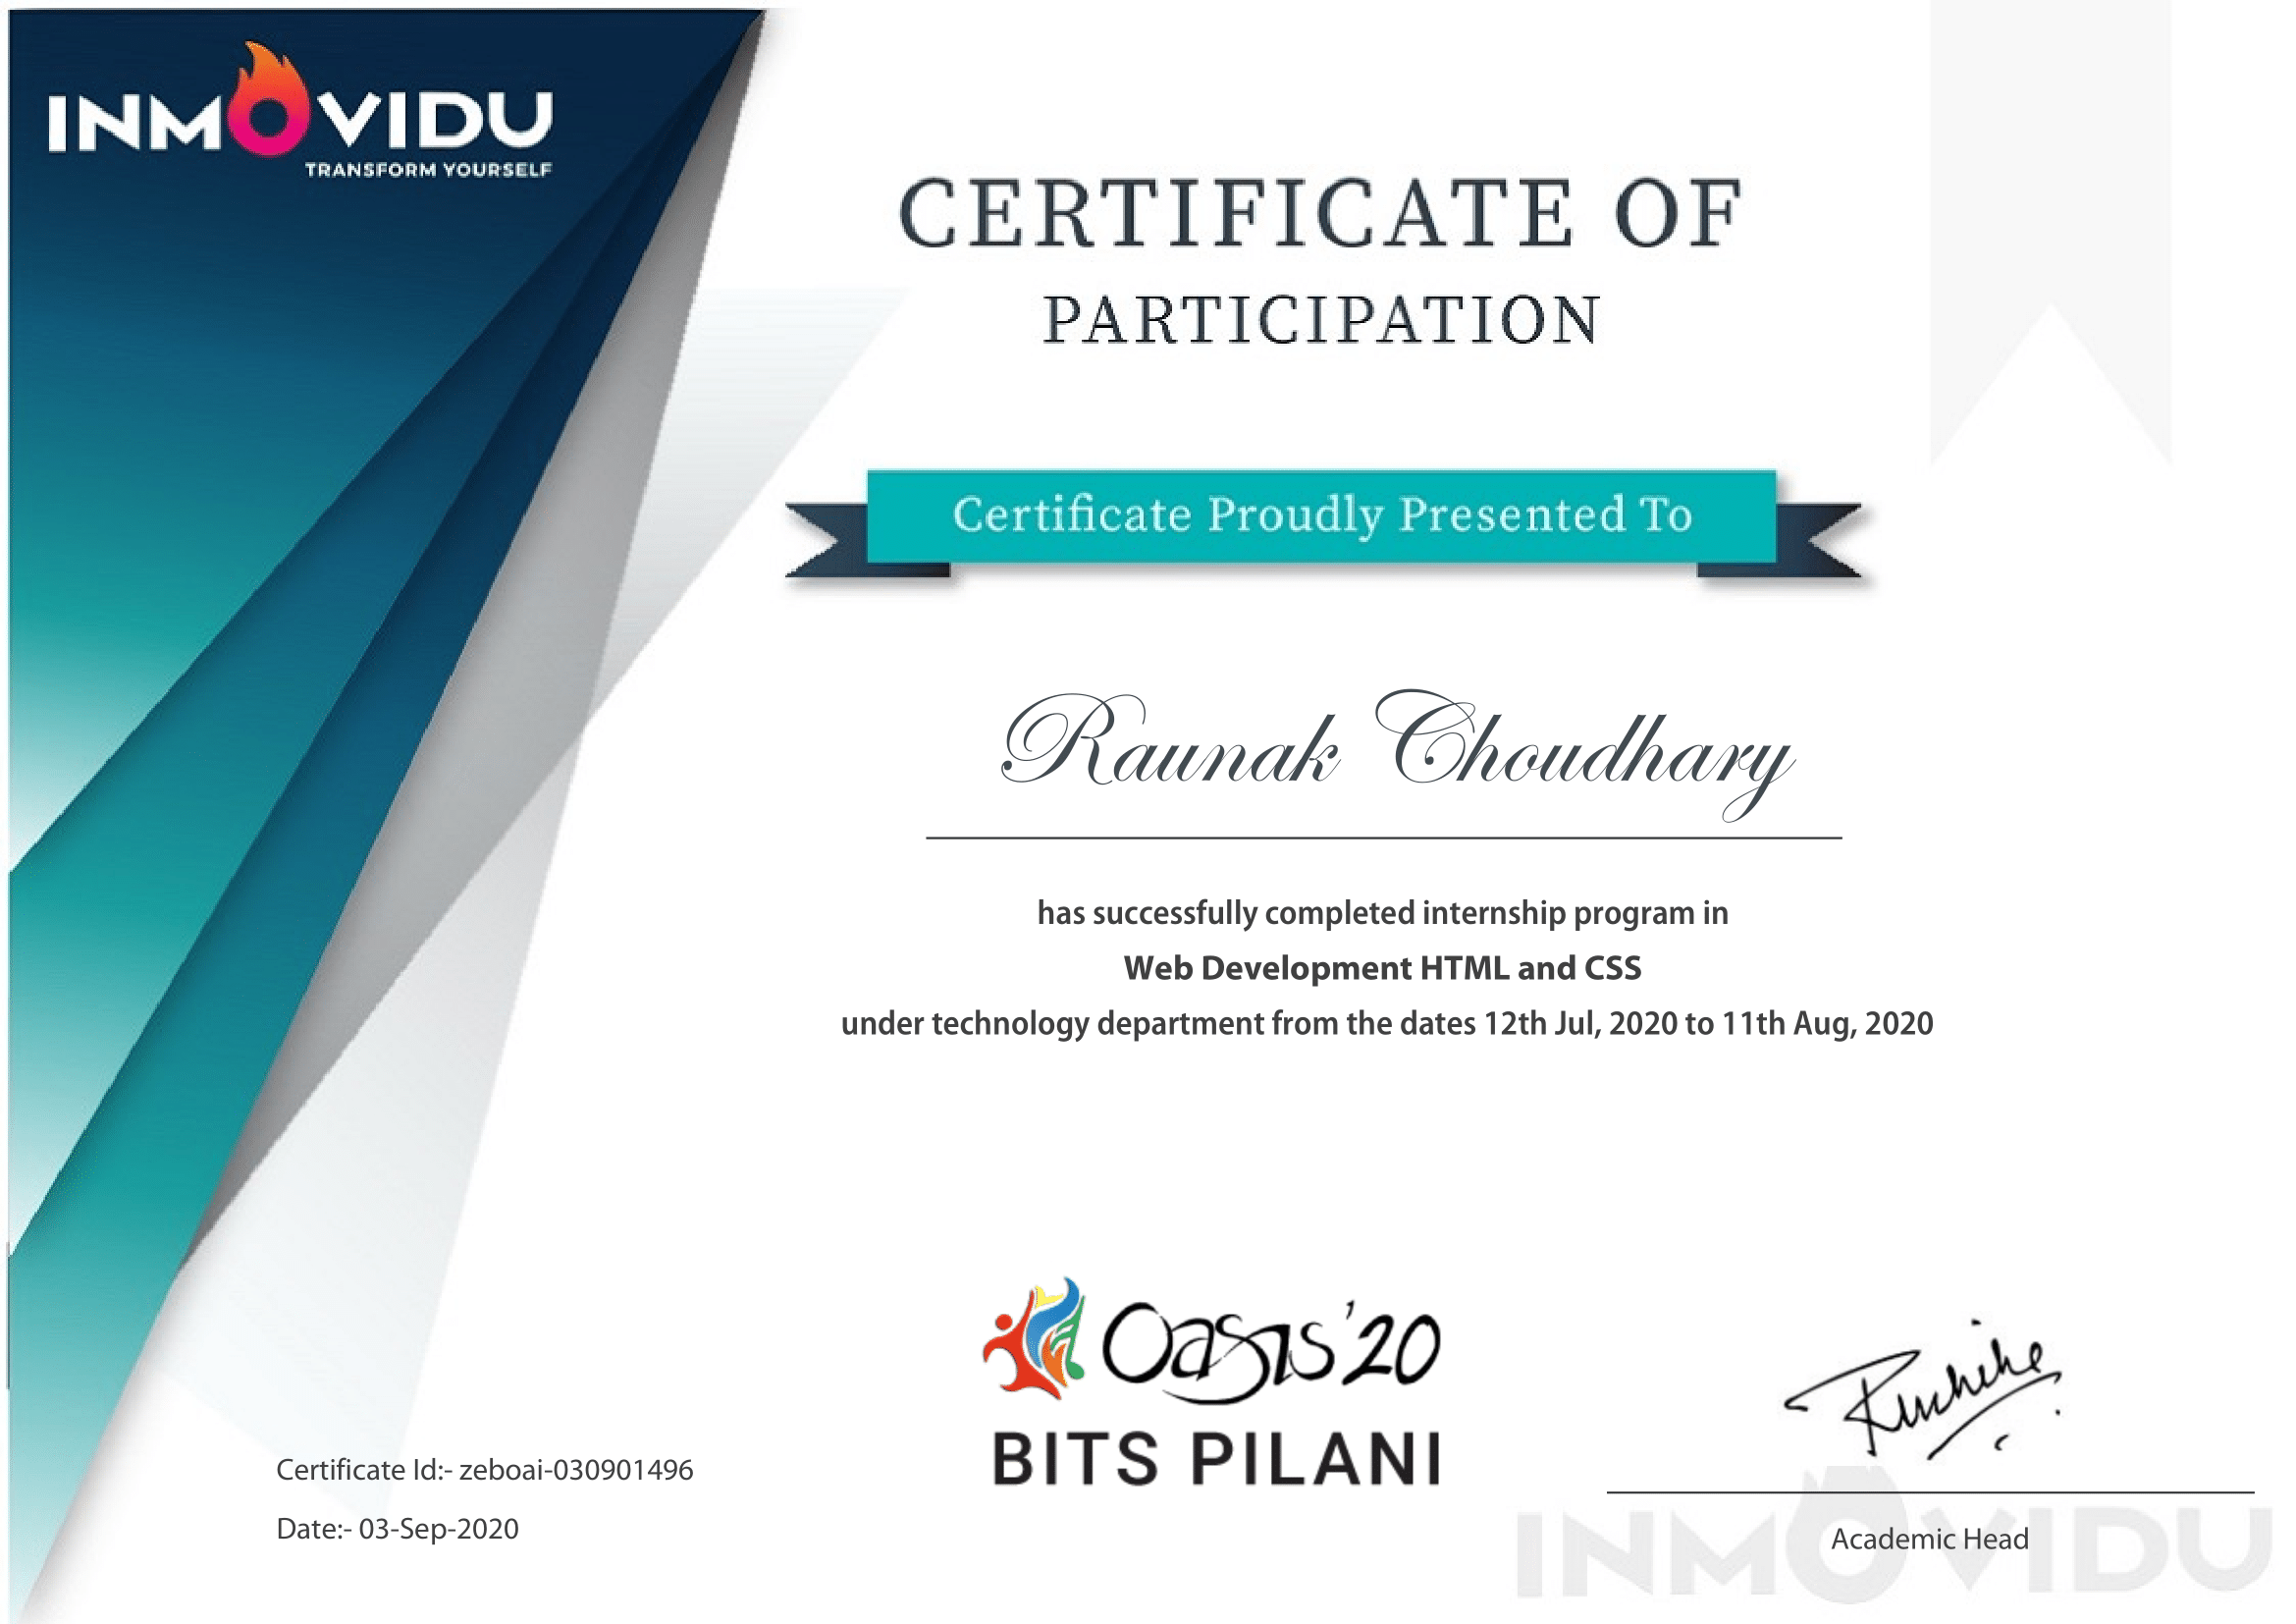 INMOVIDU
TRANSFORM YOURSELF
CERTIFICATE OF
PARTICIPATION
Certificate Proudly Presented To
Raunak Choudhary
has successfully completed internship program in
Web Development HTML and CSS
under technology department from the dates 12th Jul, 2020 to 11th Aug, 2020
Oasis'20
BITS PILANI
Certificate Id:- zeboai-030901496
Date:- 03-Sep-2020
Academic Head
INMOVIDU